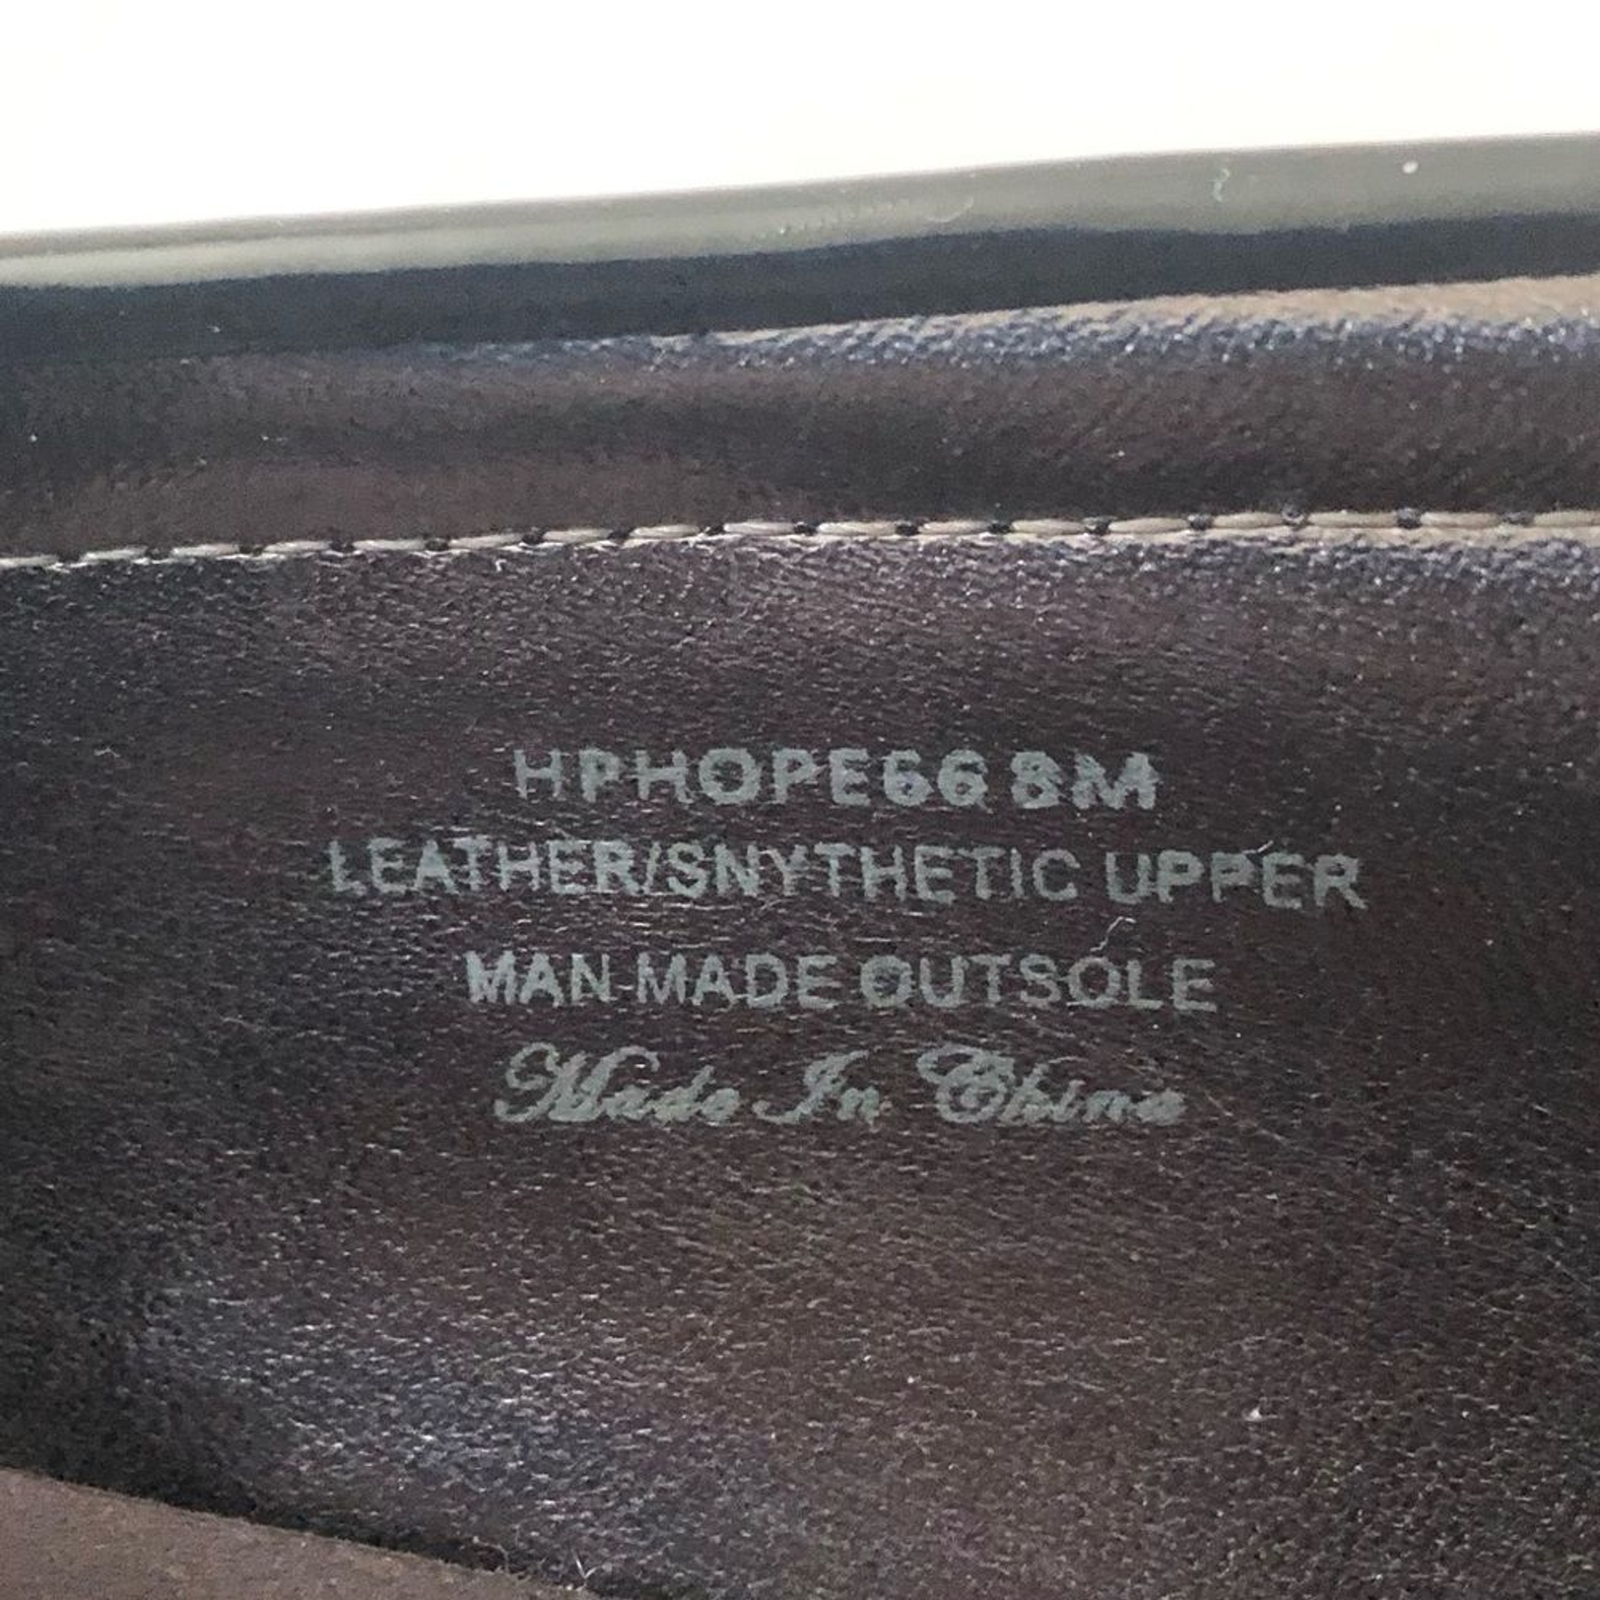 HPHOPE66 8M
LEATHER/SNYTHETIC UPPER
MAN MADE OUTSOLE
Made In China